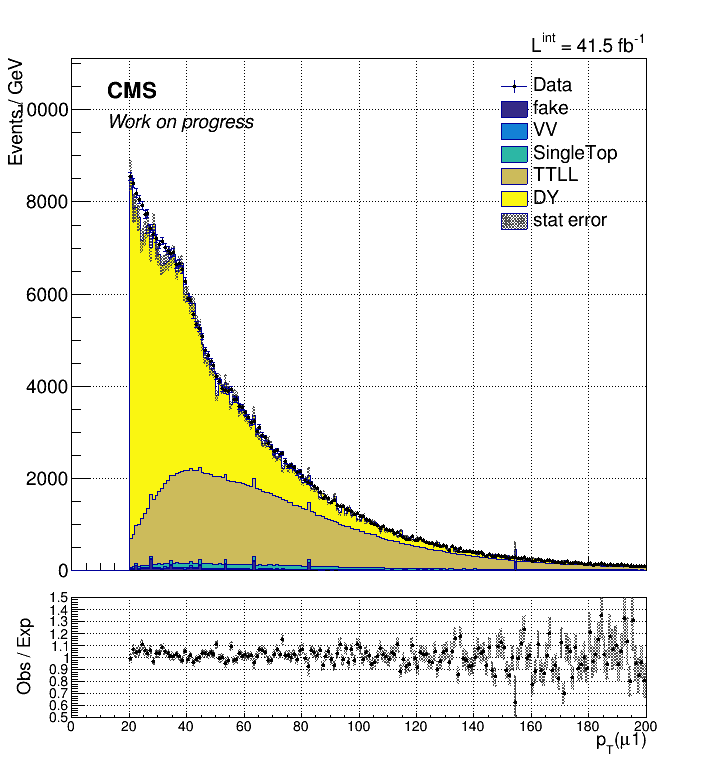 L^int = 41.5 fb^-1
Events / GeV
CMS
Work on progress
Data
fake
VV
SingleTop
TTLL
DY
stat error
10000
8000
6000
4000
2000
0
Obs / Exp
1.5
1.4
1.3
1.2
1.1
1
0.9
0.8
0.7
0.6
0.5
0 20 40 60 80 100 120 140 160 180 200
p_T(μ1)